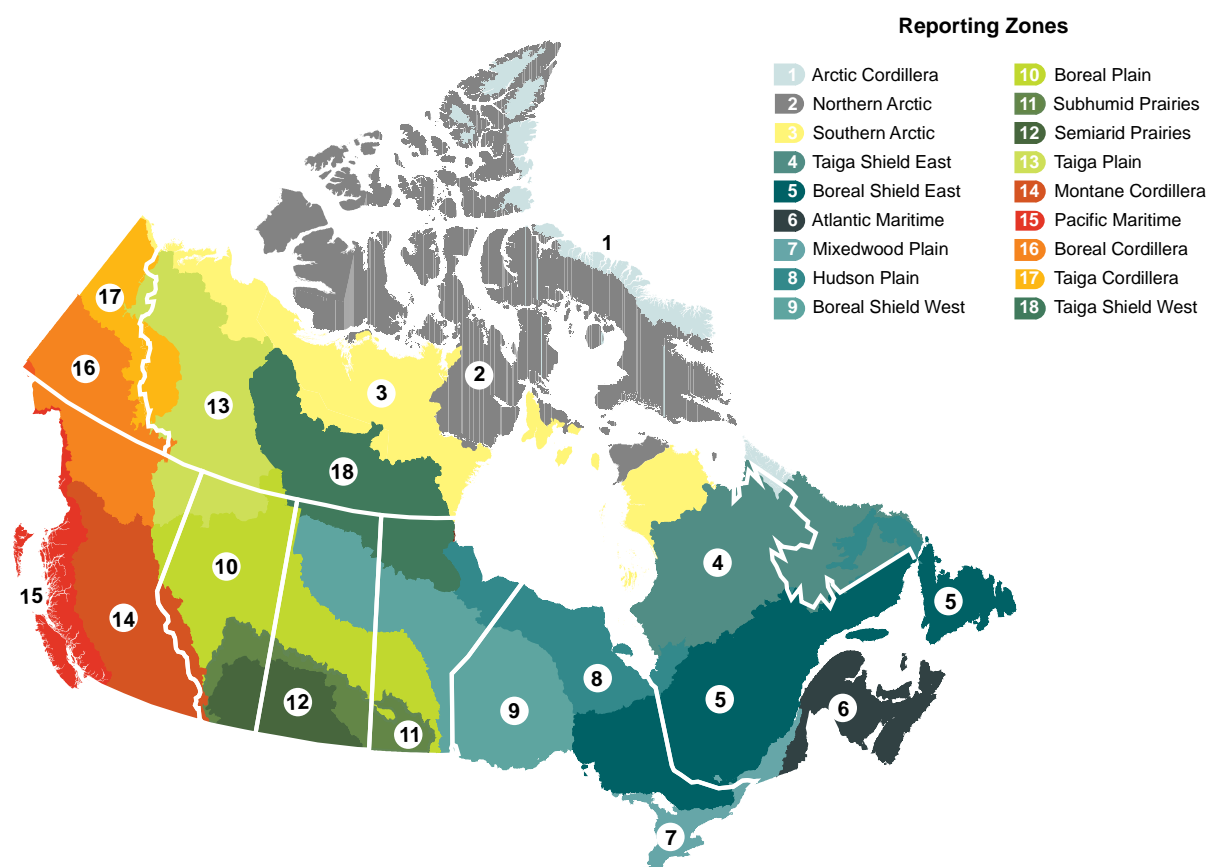 Reporting Zones
1 Arctic Cordillera
2 Northern Arctic
3 Southern Arctic
4 Taiga Shield East
5 Boreal Shield East
6 Atlantic Maritime
7 Mixedwood Plain
8 Hudson Plain
9 Boreal Shield West
10 Boreal Plain
11 Subhumid Prairies
12 Semiarid Prairies
13 Taiga Plain
14 Montane Cordillera
15 Pacific Maritime
16 Boreal Cordillera
17 Taiga Cordillera
18 Taiga Shield West
1
17
16
2
3
13
18
4
10
15
5
14
8
5
12
6
9
11
7